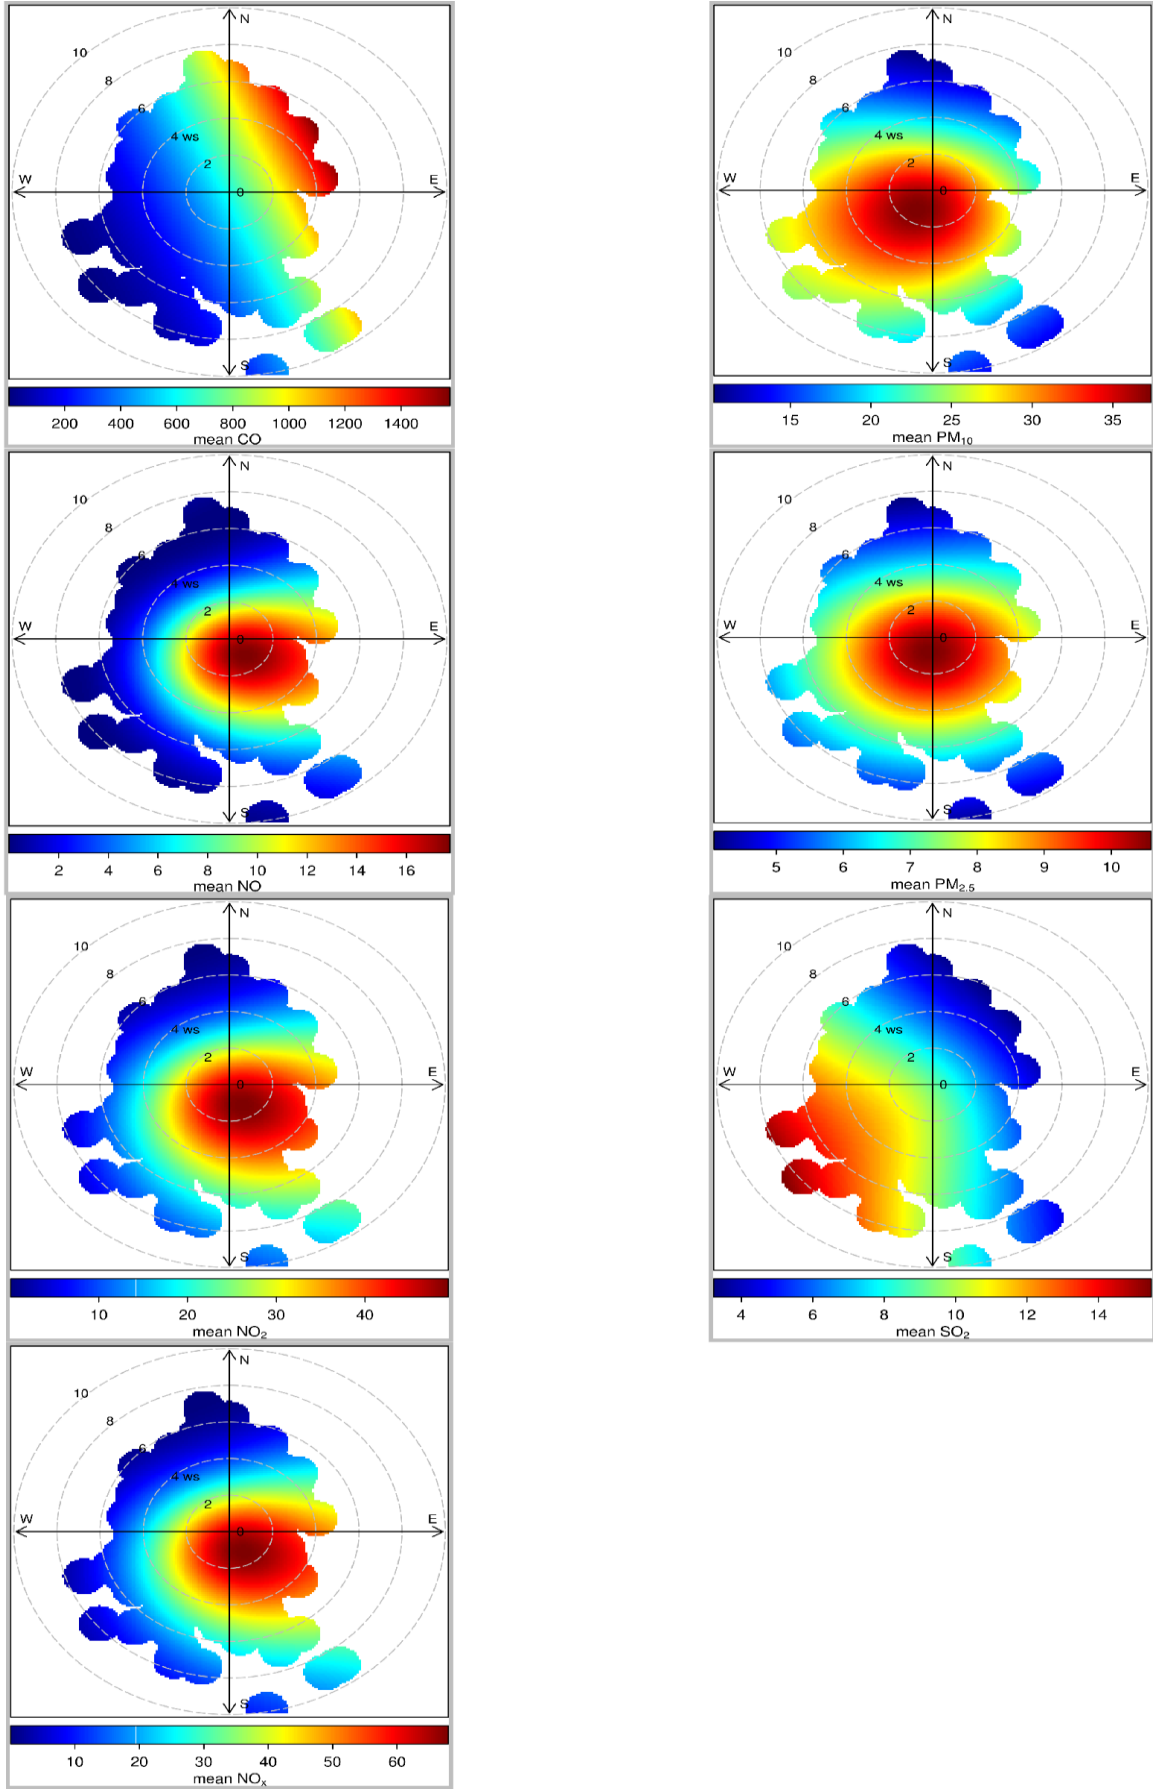 N
10
8
6
4 ws
2
W
0
E
S
200 400 600 800 1000 1200 1400
mean CO
N
10
8
6
4 ws
2
W
0
E
S
15 20 25 30 35
mean PM₁₀
N
10
8
6
4 ws
2
W
0
E
S
2 4 6 8 10 12 14 16
mean NO
N
10
8
6
4 ws
2
W
0
E
S
5 6 7 8 9 10
mean PM₂.₅
N
10
8
6
4 ws
2
W
0
E
S
10 20 30 40
mean NO₂
N
10
8
6
4 ws
2
W
0
E
S
4 6 8 10 12 14
mean SO₂
N
10
8
6
4 ws
2
W
0
E
S
10 20 30 40 50 60
mean NOₓ